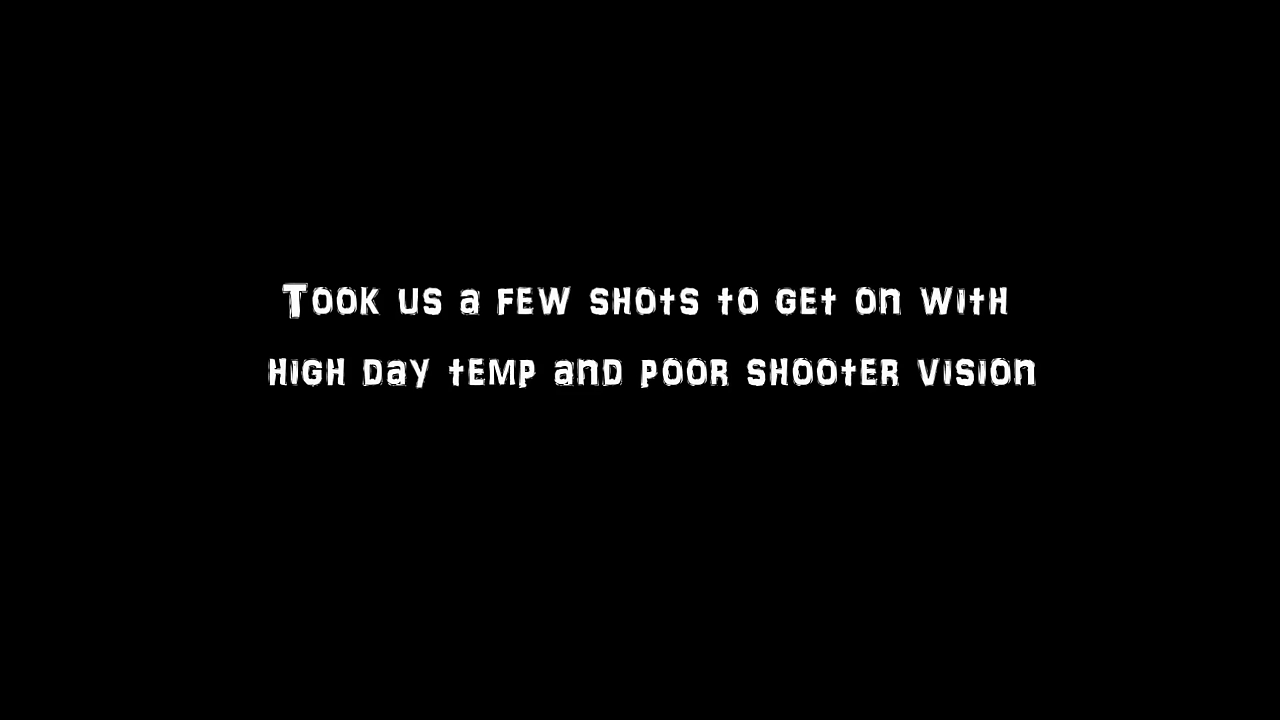 Took us a few shots to get on with
high day temp and poor shooter vision